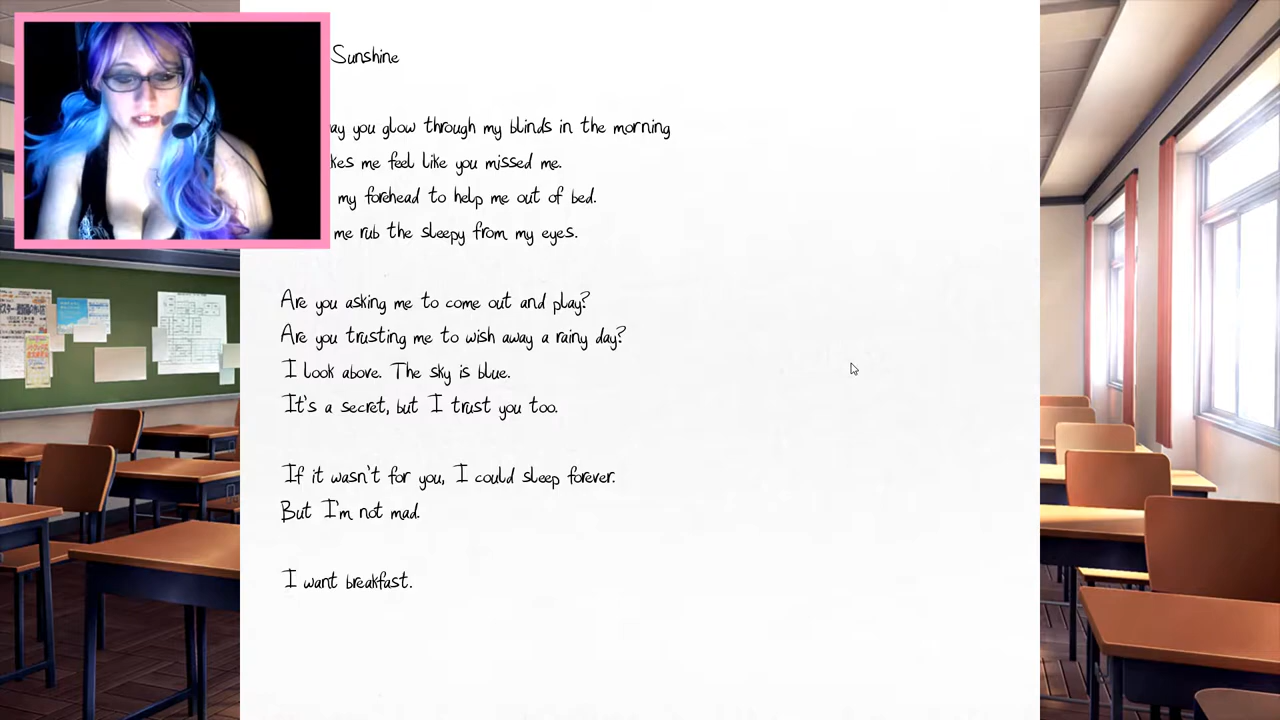 Sunshine
you glow through my blinds in the morning
me feel like you missed me.
my forehead to help me out of bed.
me rub the sleepy from my eyes.
Are you asking me to come out and play?
Are you trusting me to wish away a rainy day?
I look above. The sky is blue.
It's a secret, but I trust you too.
If it wasn't for you, I could sleep forever.
But I'm not mad.
I want breakfast.